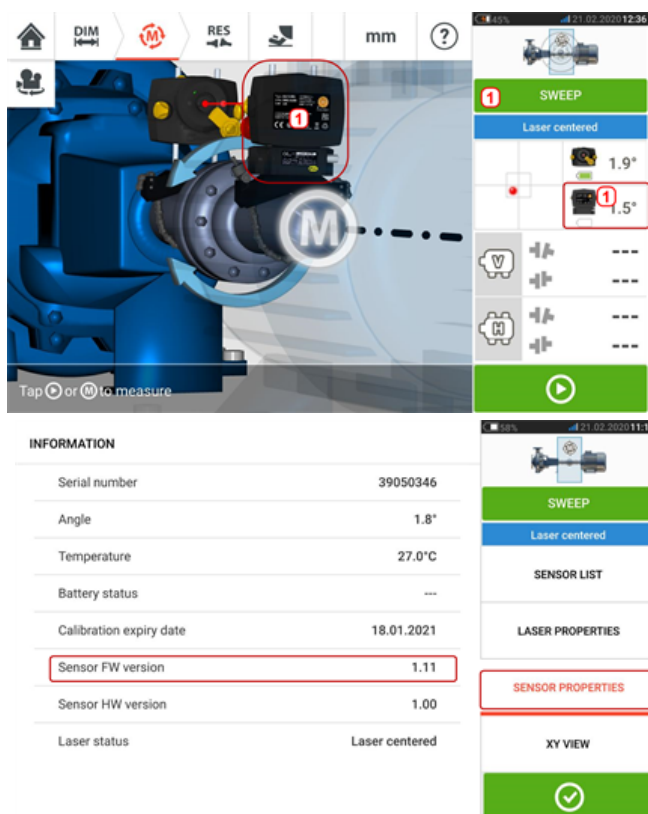 DIM
RES
mm
?
1
M
Tap or M to measure
45% 21.02.2020 12:36
1 SWEEP
Laser centered
1.9°
1
1.5°
V
---
---
H
---
---
INFORMATION
Serial number 39050346
Angle 1.8°
Temperature 27.0°C
Battery status ---
Calibration expiry date 18.01.2021
Sensor FW version 1.11
Sensor HW version 1.00
Laser status Laser centered
58% 21.02.2020 11:1
SWEEP
Laser centered
SENSOR LIST
LASER PROPERTIES
SENSOR PROPERTIES
XY VIEW